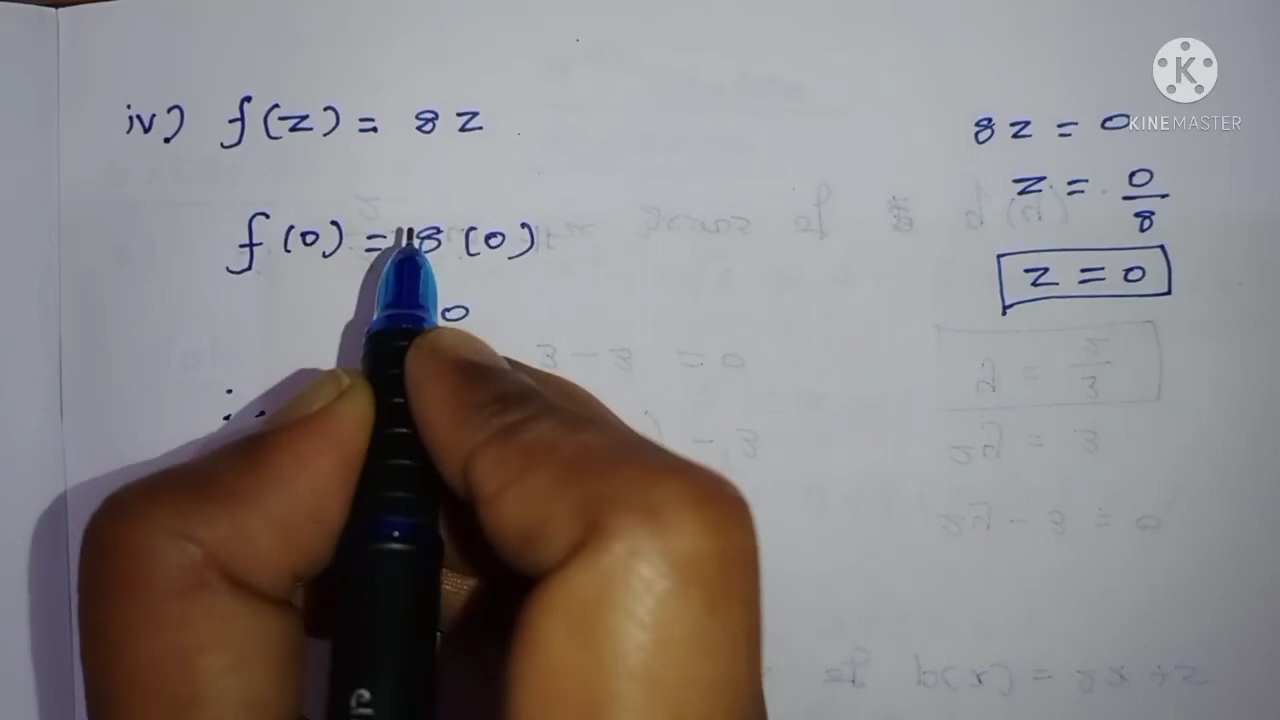 iv) f(z) = 8z
f(0) = 8(0)
0
∴
8z = 0
z = 0/8
z = 0
KINEMASTER